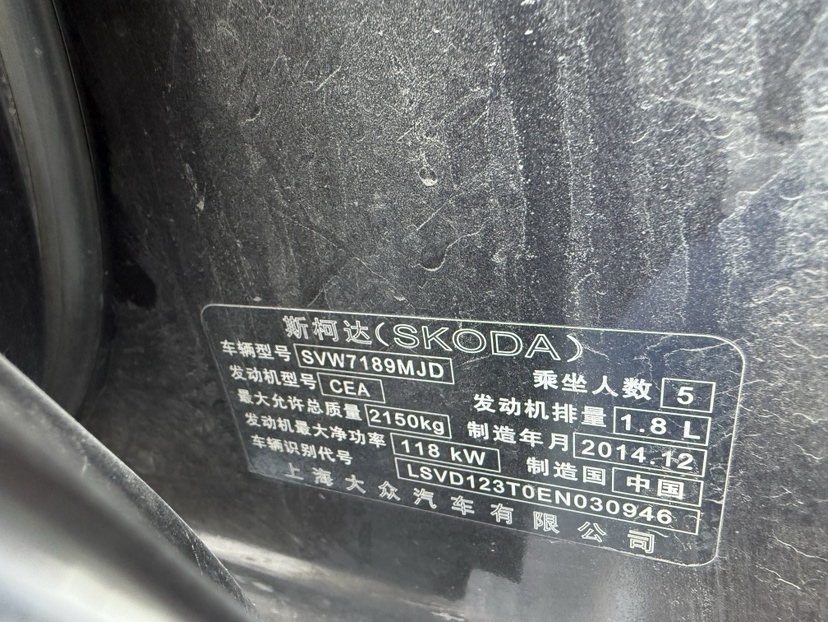 斯柯达(SKODA)
车辆型号 SVW7189MJD 乘坐人数 5
发动机型号 CEA 发动机排量 1.8 L
最大允许总质量 2150kg 制造年月 2014.12
发动机最大净功率 118 kW 制造国 中国
车辆识别代号 LSVD123T0EN030946
上海大众汽车有限公司